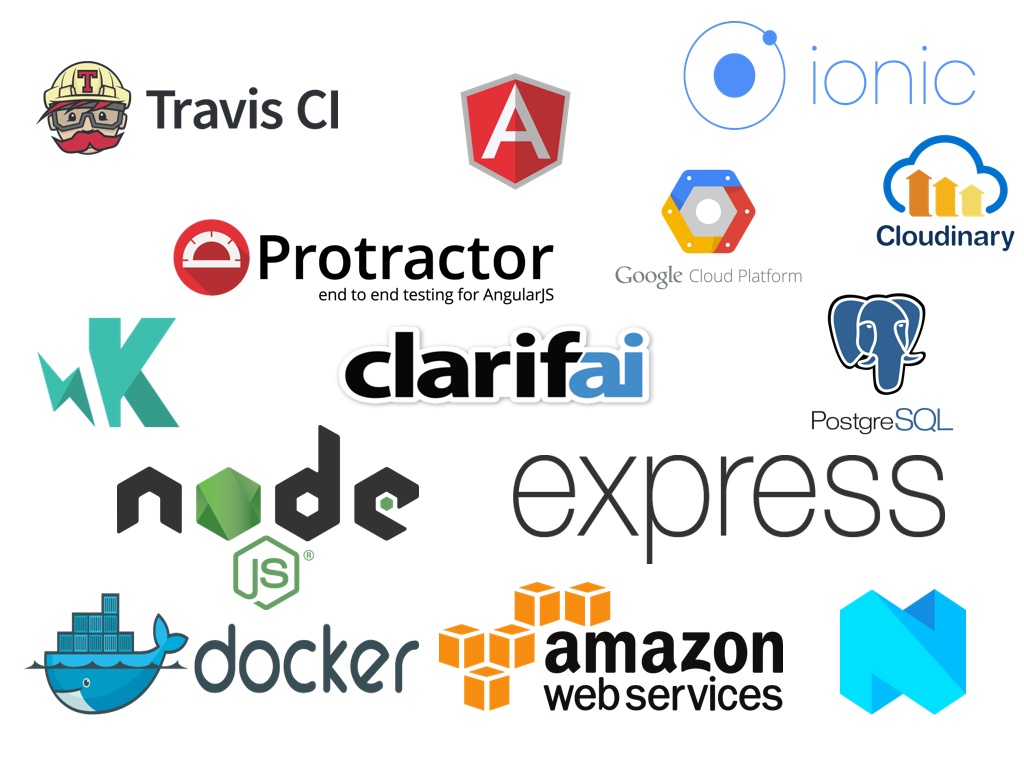 T
Travis CI
A
ionic
Cloudinary
Google Cloud Platform
Protractor
end to end testing for AngularJS
K
clarifai
PostgreSQL
node
JS®
express
docker
amazon
web services
N